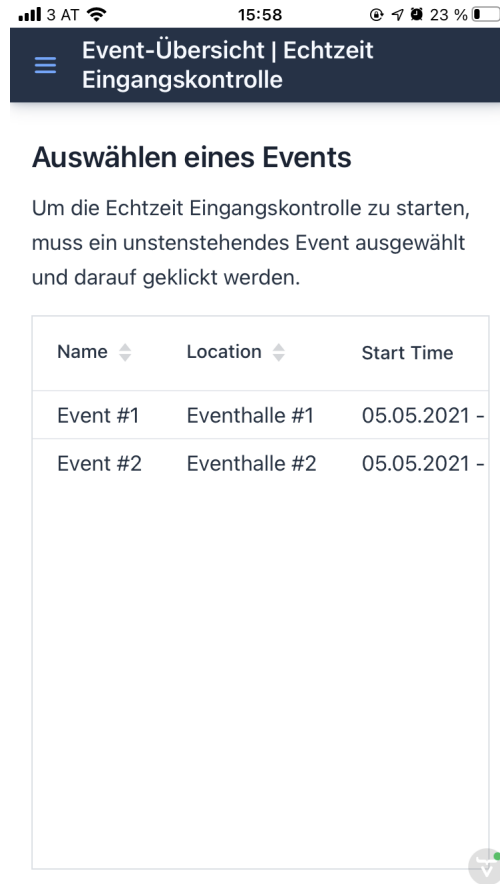 3 AT 15:58 23 %
Event-Übersicht | Echtzeit
Eingangskontrolle
Auswählen eines Events
Um die Echtzeit Eingangskontrolle zu starten,
muss ein unstenstehendes Event ausgewählt
und darauf geklickt werden.
Name Location Start Time
Event #1 Eventhalle #1 05.05.2021 -
Event #2 Eventhalle #2 05.05.2021 -